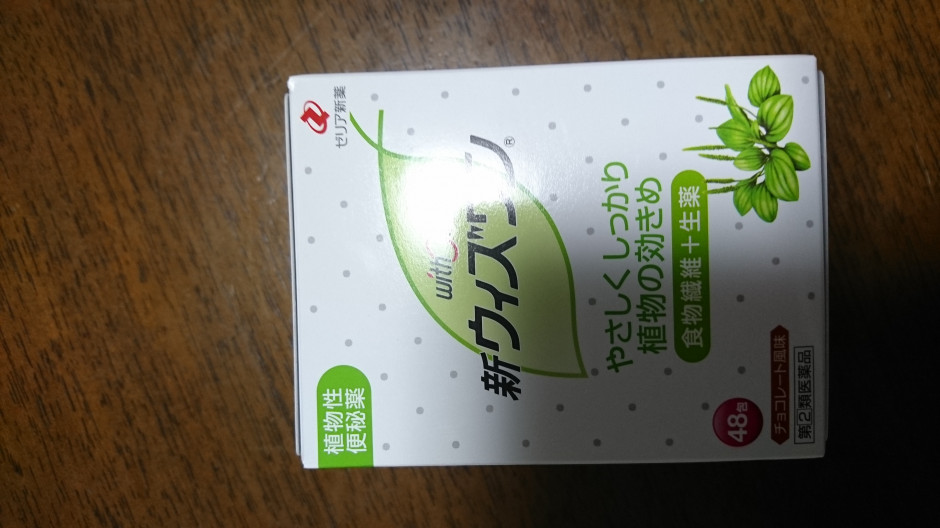 植物性
便秘薬
ゼリア新薬
with
新ウィズワン®
やさしくしっかり
植物の効きめ
食物繊維＋生薬
48包
チョコレート風味
第②類医薬品